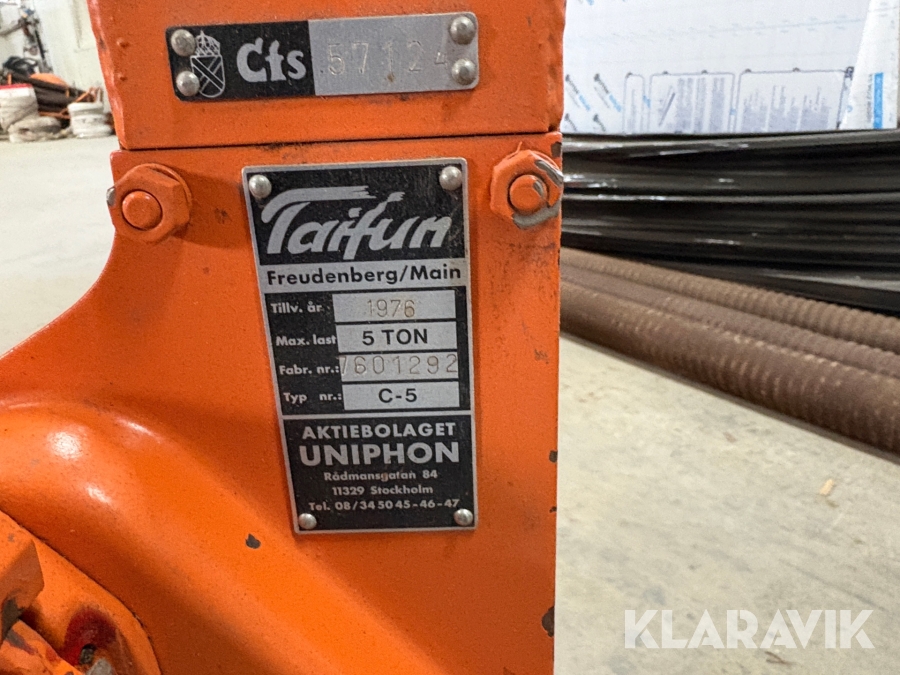 Cfs 57124
Taifun
Freudenberg/Main
Tillv. år 1976
Max. last 5 TON
Fabr. nr.: 7601292
Typ nr.: C-5
AKTIEBOLAGET
UNIPHON
Rådmansgatan 84
11329 Stockholm
Tel. 08/34 50 45-46-47
KLARAVIK